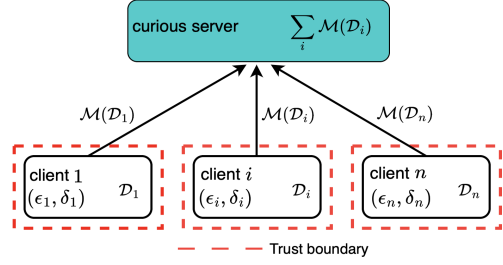 curious server ∑_i ℳ(𝒟_i)
ℳ(𝒟_1) ℳ(𝒟_i) ℳ(𝒟_n)
client 1 client i client n
(ϵ_1, δ_1) 𝒟_1 (ϵ_i, δ_i) 𝒟_i (ϵ_n, δ_n) 𝒟_n
Trust boundary